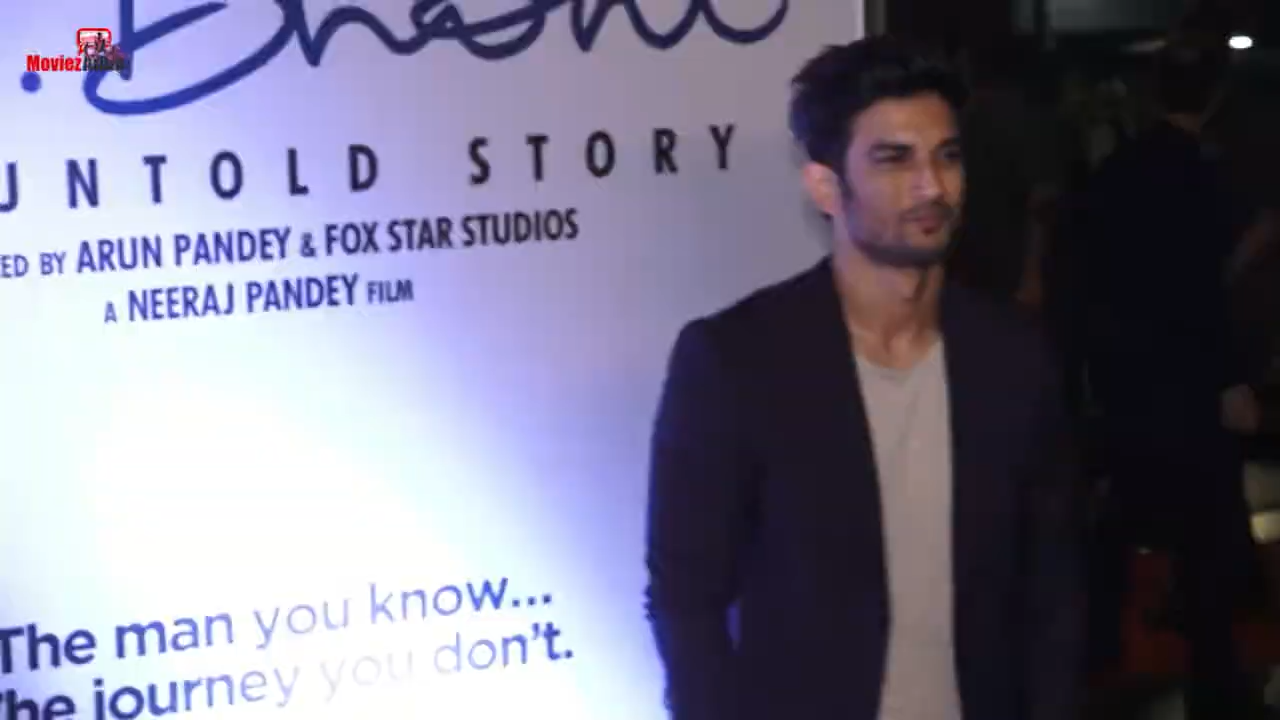 . Dhoni
UNTOLD STORY
ED BY ARUN PANDEY & FOX STAR STUDIOS
A NEERAJ PANDEY FILM
The man you know...
The journey you don't.